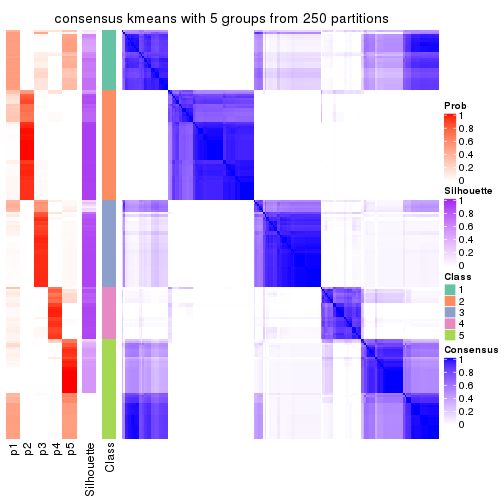 consensus kmeans with 5 groups from 250 partitions
Prob
1
0.8
0.6
0.4
0.2
0
Silhouette
1
0.8
0.6
0.4
0.2
0
Class
1
2
3
4
5
Consensus
1
0.8
0.6
0.4
0.2
0
p1
p2
p3
p4
p5
Silhouette
Class